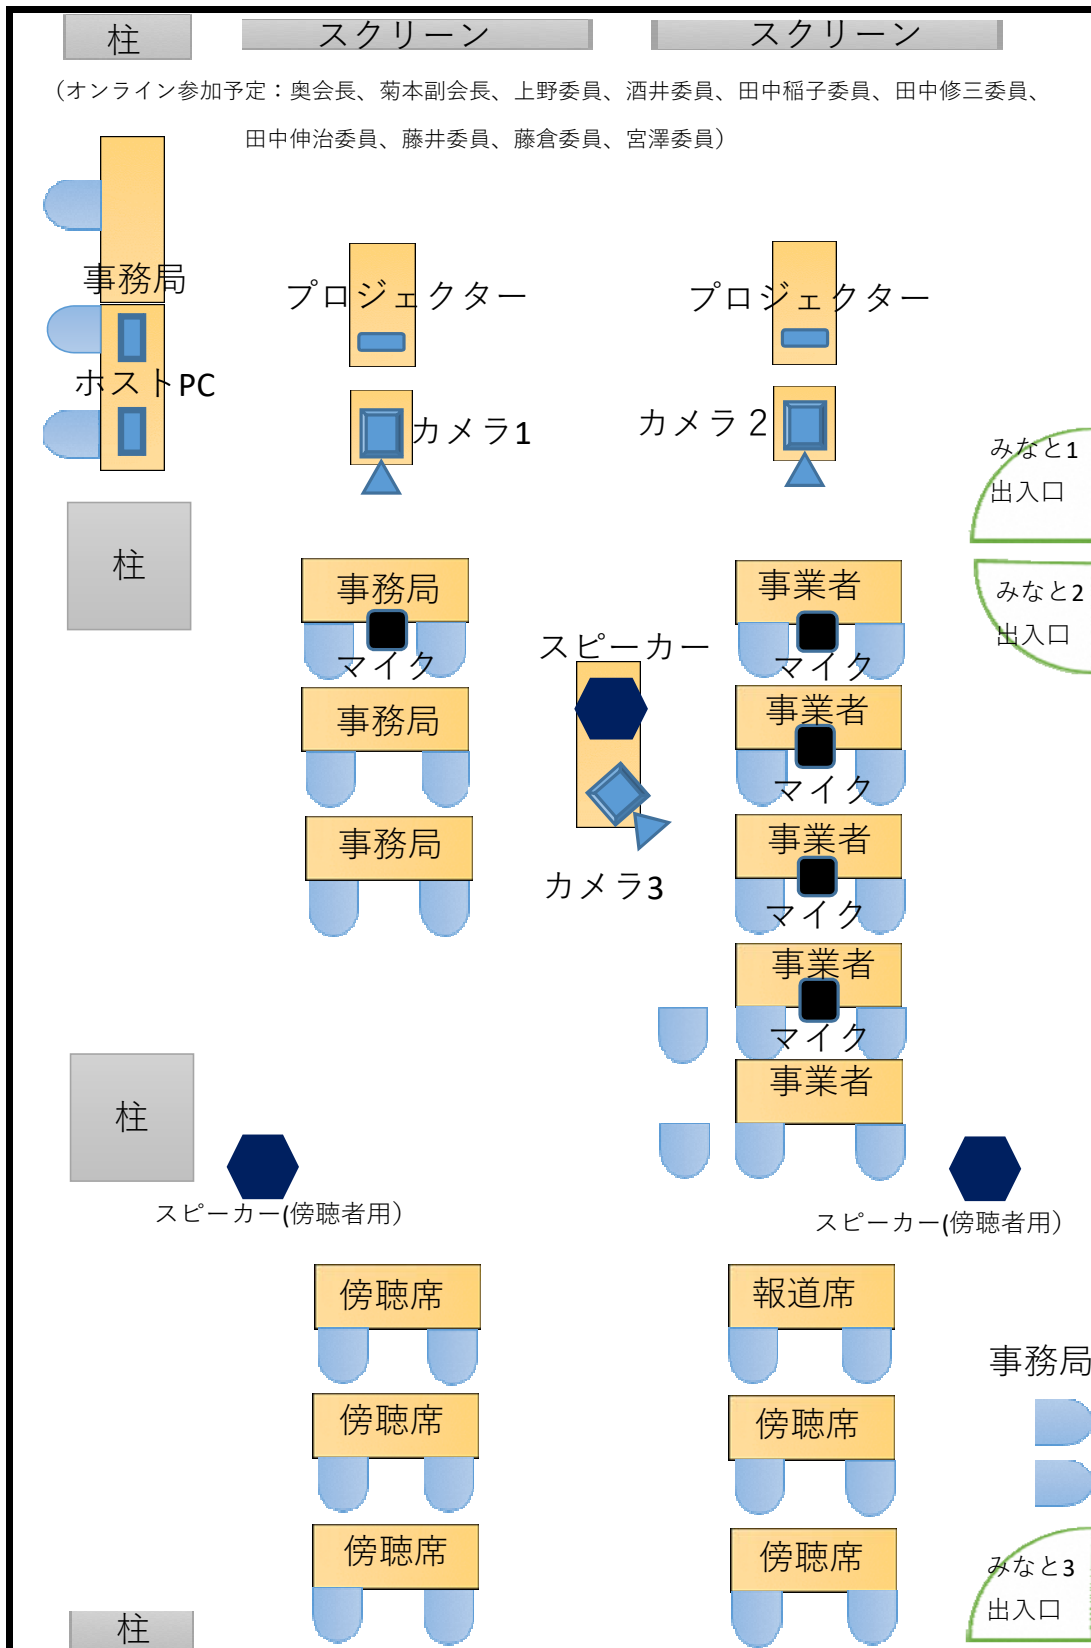 柱
スクリーン
スクリーン
（オンライン参加予定：奥会長、菊本副会長、上野委員、酒井委員、田中稲子委員、田中修三委員、
田中伸治委員、藤井委員、藤倉委員、宮澤委員）
事務局
プロジェクター
プロジェクター
ホストPC
カメラ1
カメラ２
みなと1
出入口
柱
事務局
マイク
事業者
マイク
みなと2
出入口
スピーカー
事務局
事業者
マイク
事務局
事業者
マイク
カメラ3
事業者
マイク
柱
事業者
スピーカー(傍聴者用）
スピーカー(傍聴者用）
傍聴席
報道席
事務局
傍聴席
傍聴席
傍聴席
傍聴席
みなと3
出入口
柱